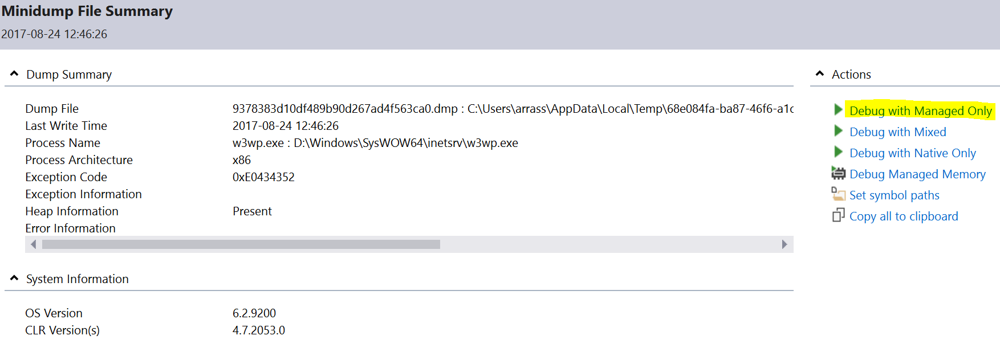 Minidump File Summary
2017-08-24 12:46:26
Dump Summary
Dump File 9378383d10df489b90d267ad4f563ca0.dmp : C:\Users\arrass\AppData\Local\Temp\68e084fa-ba87-46f6-a1c
Last Write Time 2017-08-24 12:46:26
Process Name w3wp.exe : D:\Windows\SysWOW64\inetsrv\w3wp.exe
Process Architecture x86
Exception Code 0xE0434352
Exception Information
Heap Information Present
Error Information
System Information
OS Version 6.2.9200
CLR Version(s) 4.7.2053.0
Actions
Debug with Managed Only
Debug with Mixed
Debug with Native Only
Debug Managed Memory
Set symbol paths
Copy all to clipboard